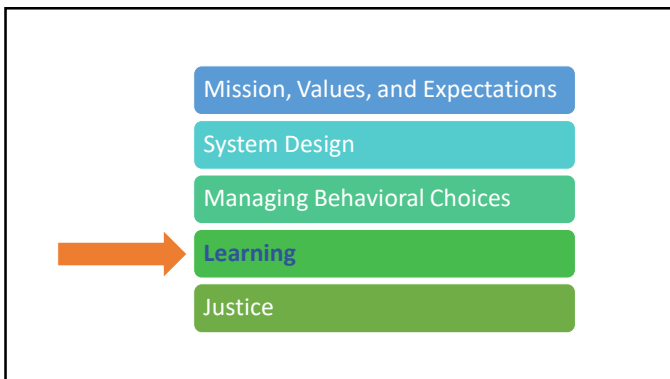 Mission, Values, and Expectations
System Design
Managing Behavioral Choices
Learning
Justice